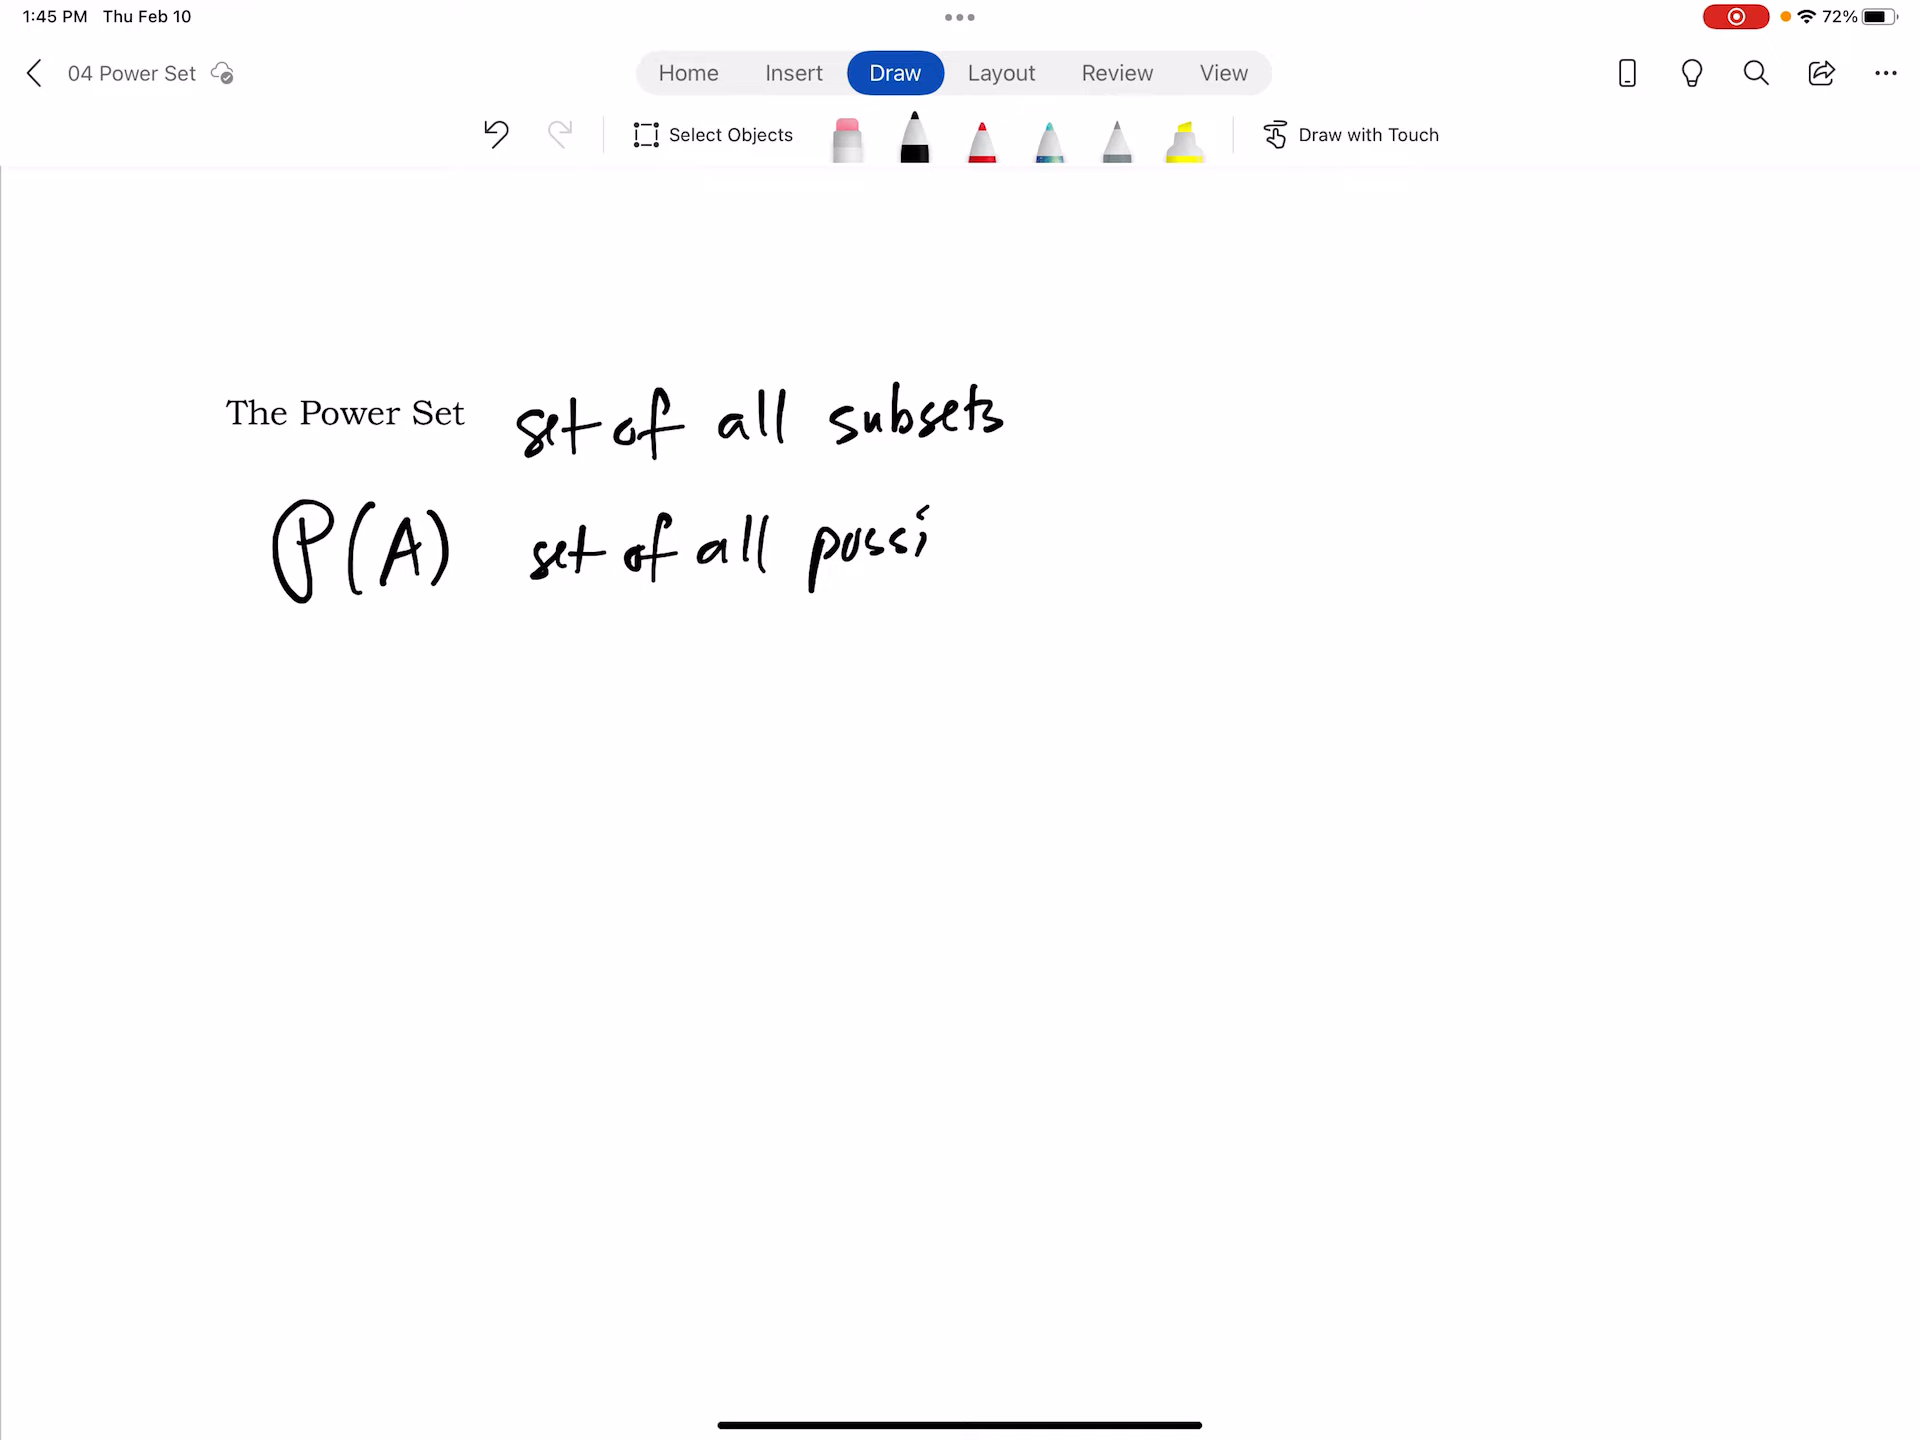 1:45 PM Thu Feb 10
72%
04 Power Set
Home Insert Draw Layout Review View
Select Objects
Draw with Touch
The Power Set set of all subsets
P(A) set of all possi